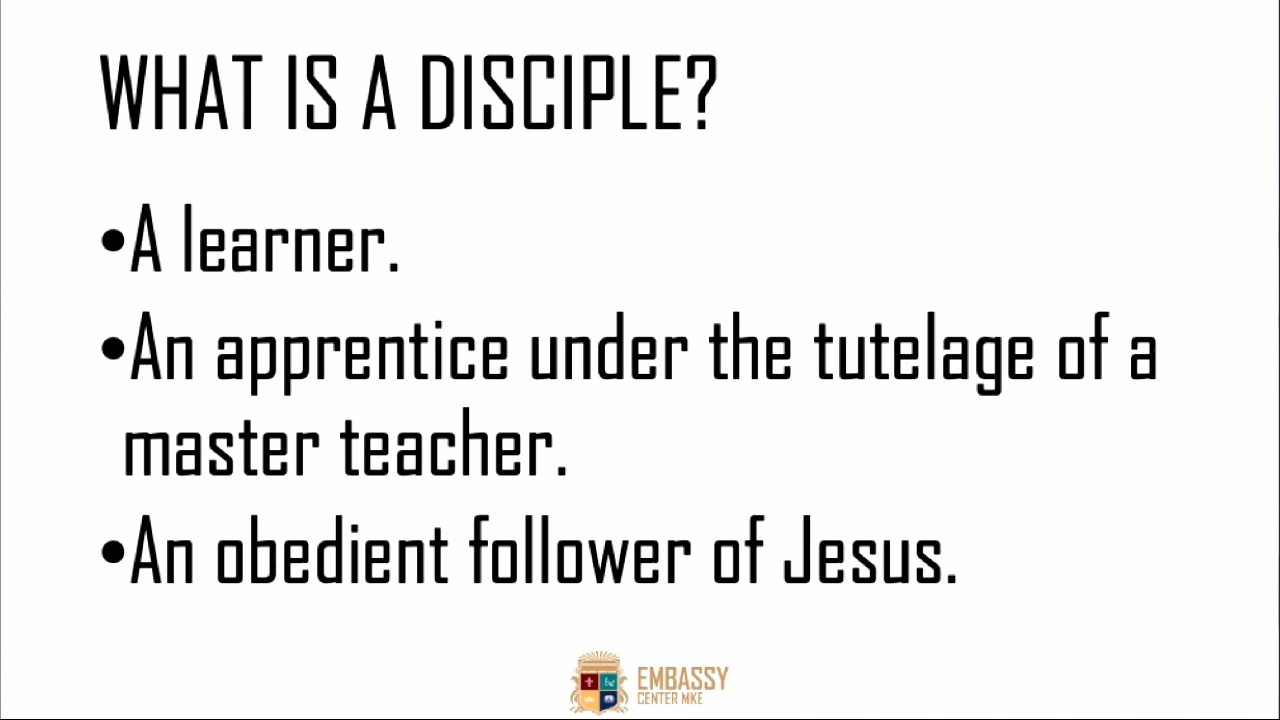 WHAT IS A DISCIPLE?
•A learner.
•An apprentice under the tutelage of a
master teacher.
•An obedient follower of Jesus.
EMBASSY
CENTER MKE